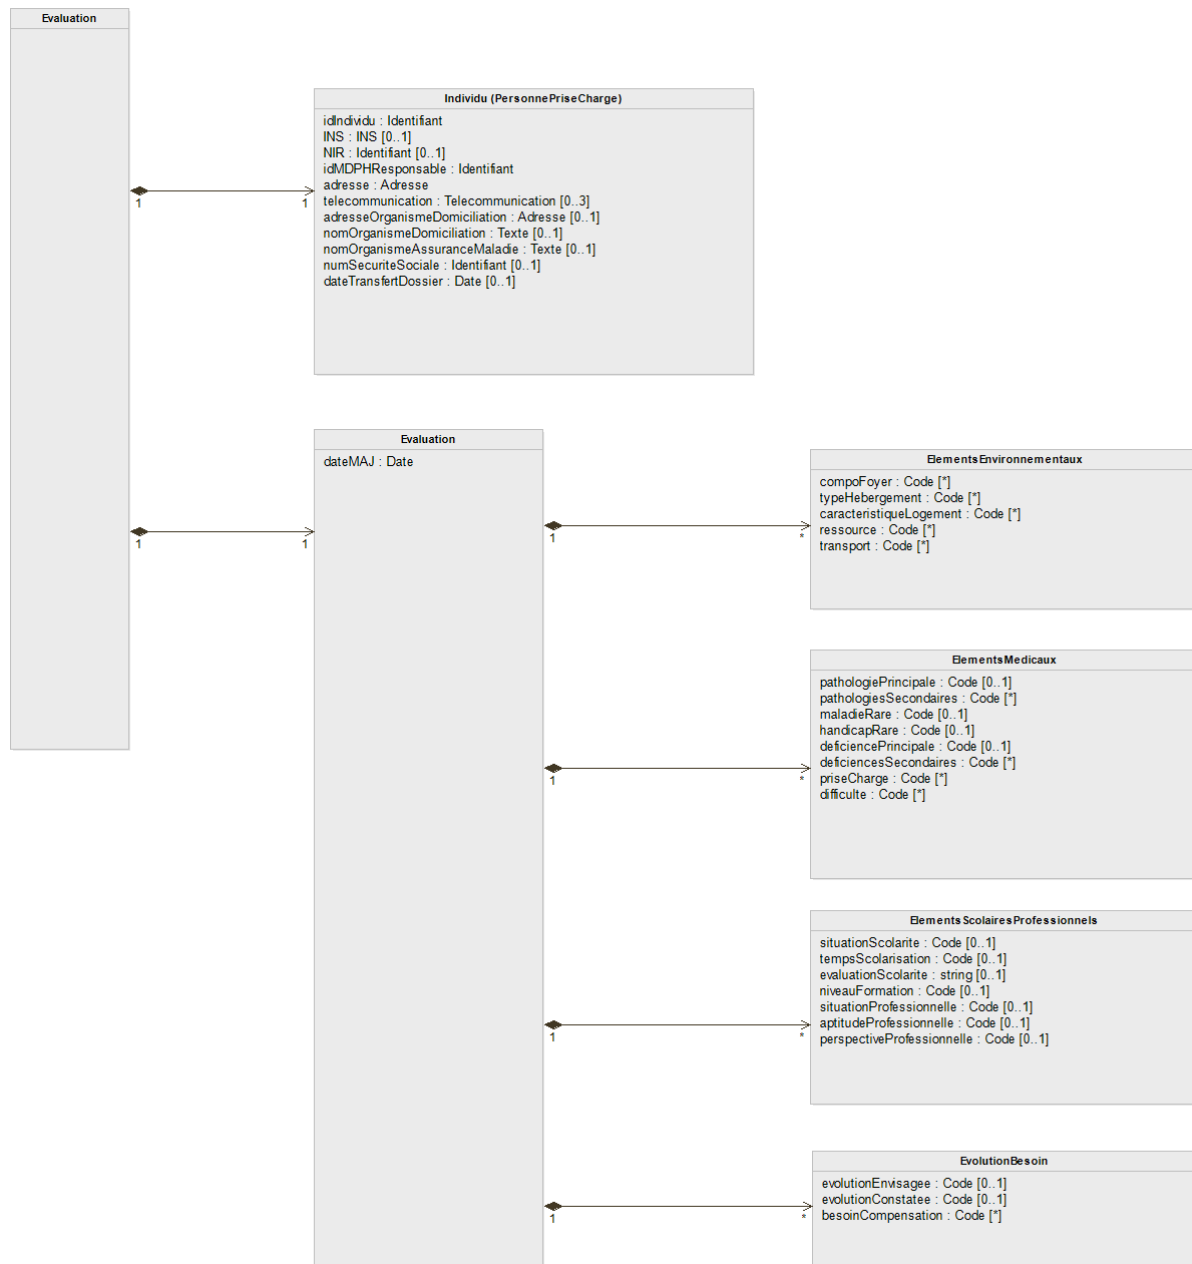 Evaluation
Individu (PersonnePriseCharge)
idIndividu : Identifiant
INS : INS [0..1]
NIR : Identifiant [0..1]
idMDPHResponsable : Identifiant
adresse : Adresse
telecommunication : Telecommunication [0..3]
adresseOrganismeDomiciliation : Adresse [0..1]
nomOrganismeDomiciliation : Texte [0..1]
nomOrganismeAssuranceMaladie : Texte [0..1]
numSecuriteSociale : Identifiant [0..1]
dateTransfertDossier : Date [0..1]
1 1
Evaluation
dateMAJ : Date
1 1
ElementsEnvironnementaux
compoFoyer : Code [*]
typeHebergement : Code [*]
caracteristiqueLogement : Code [*]
ressource : Code [*]
transport : Code [*]
1 *
ElementsMedicaux
pathologiePrincipale : Code [0..1]
pathologiesSecondaires : Code [*]
maladieRare : Code [0..1]
handicapRare : Code [0..1]
deficiencePrincipale : Code [0..1]
deficiencesSecondaires : Code [*]
priseCharge : Code [*]
difficulte : Code [*]
1 *
ElementsScolairesProfessionnels
situationScolarite : Code [0..1]
tempsScolarisation : Code [0..1]
evaluationScolarite : string [0..1]
niveauFormation : Code [0..1]
situationProfessionnelle : Code [0..1]
aptitudeProfessionnelle : Code [0..1]
perspectiveProfessionnelle : Code [0..1]
1 *
EvolutionBesoin
evolutionEnvisagee : Code [0..1]
evolutionConstatee : Code [0..1]
besoinCompensation : Code [*]
1 *